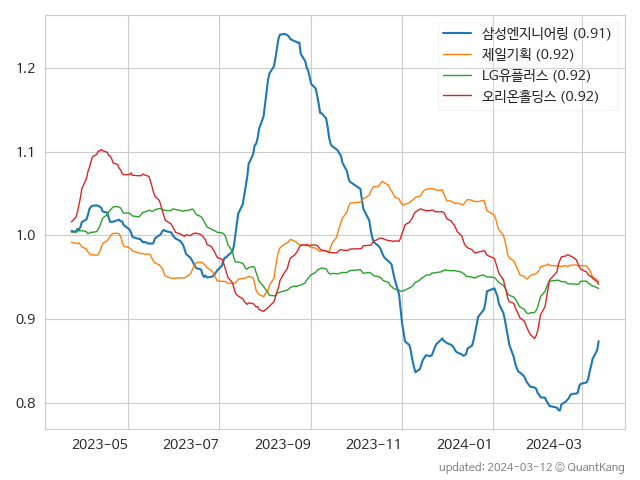 삼성엔지니어링 (0.91)
제일기획 (0.92)
LG유플러스 (0.92)
오리온홀딩스 (0.92)
1.2
1.1
1.0
0.9
0.8
2023-05 2023-07 2023-09 2023-11 2024-01 2024-03
updated: 2024-03-12 © QuantKang